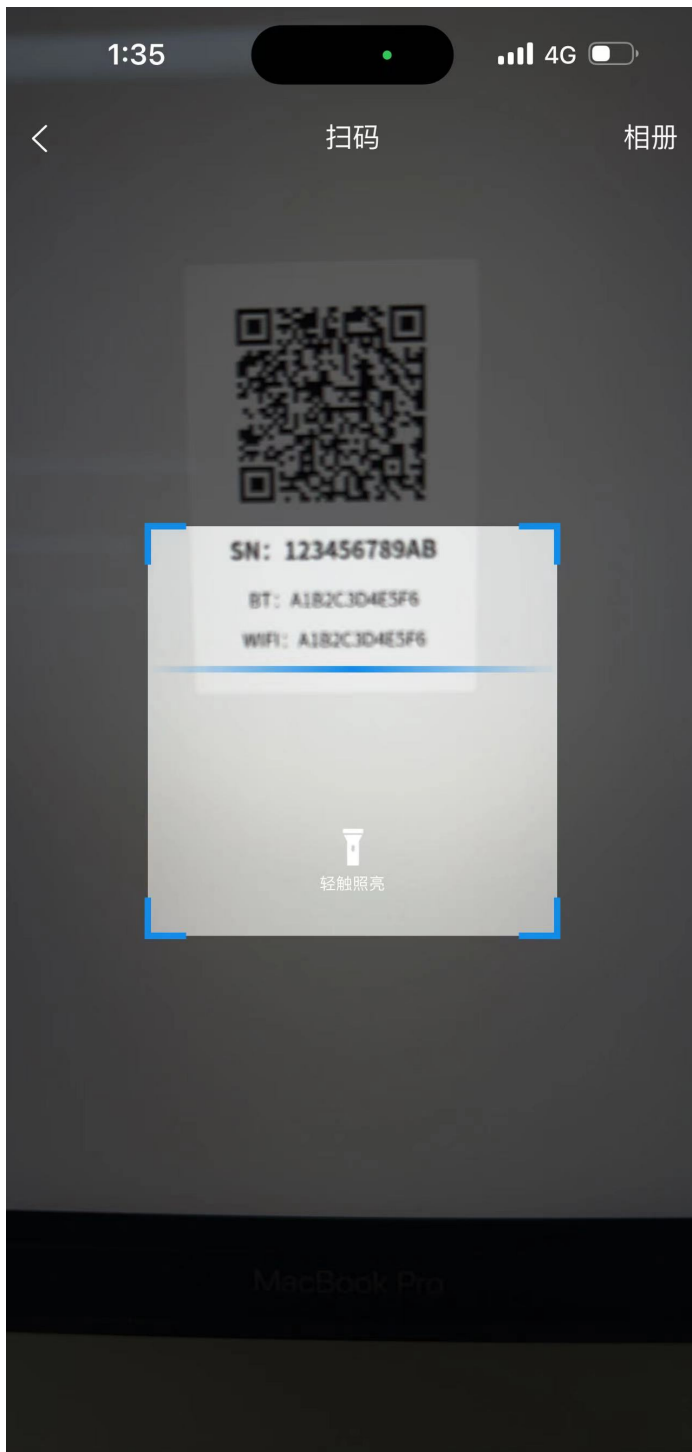 1:35
4G
扫码
相册
SN: 123456789AB
BT: A1B2C3D4E5F6
WIFI: A1B2C3D4E5F6
轻触照亮
MacBook Pro